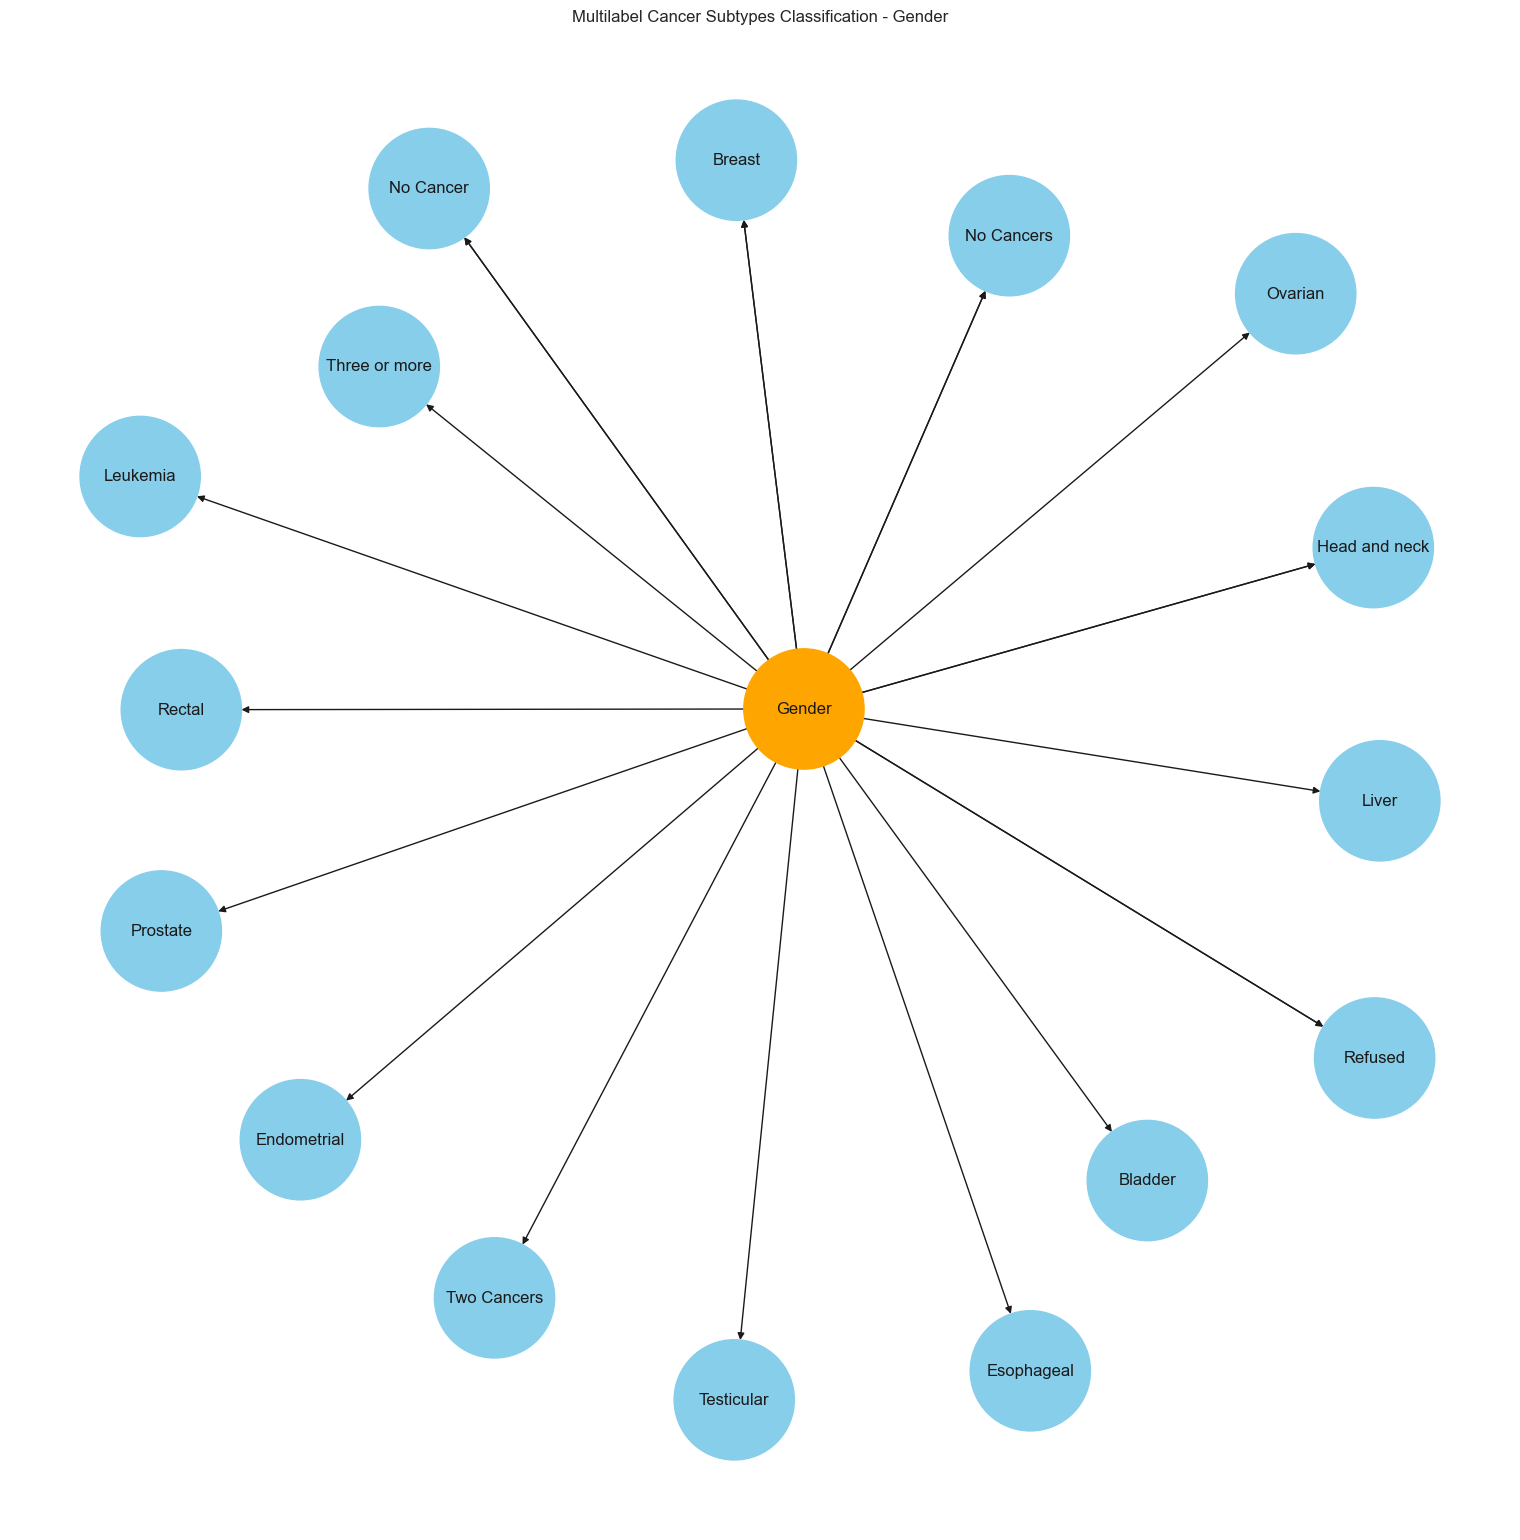 Multilabel Cancer Subtypes Classification - Gender
Breast
No Cancer
No Cancers
Ovarian
Three or more
Leukemia
Head and neck
Rectal
Gender
Liver
Prostate
Refused
Endometrial
Bladder
Two Cancers
Esophageal
Testicular